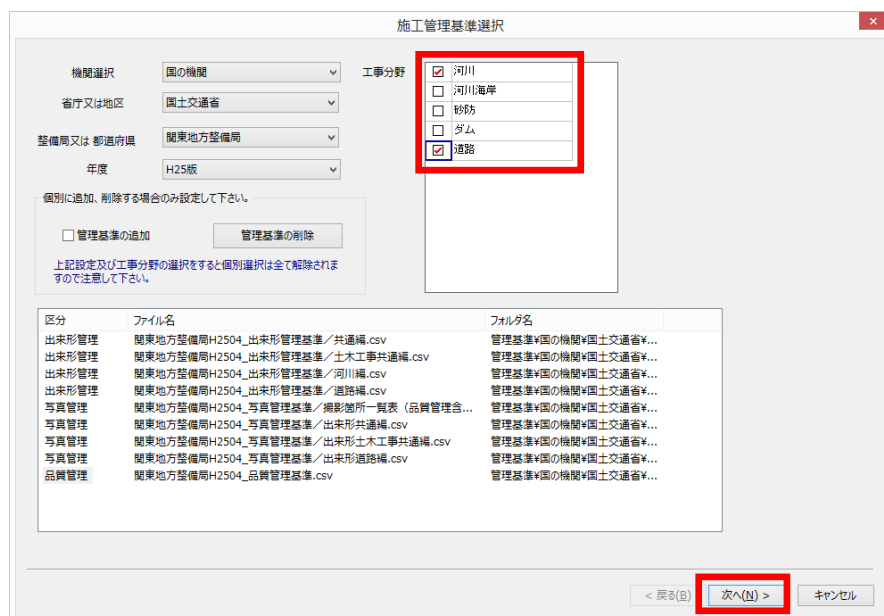 施工管理基準選択
機関選択 国の機関
省庁又は地区 国土交通省
整備局又は 都道府県 関東地方整備局
年度 H25版
工事分野
河川
河川海岸
砂防
ダム
道路
個別に追加、削除する場合のみ設定して下さい。
管理基準の追加 管理基準の削除
上記設定及び工事分野の選択をすると個別選択は全て解除されま
すので注意して下さい。
区分 ファイル名 フォルダ名
出来形管理 関東地方整備局H2504_出来形管理基準／共通編.csv 管理基準¥国の機関¥国土交通省¥...
出来形管理 関東地方整備局H2504_出来形管理基準／土木工事共通編.csv 管理基準¥国の機関¥国土交通省¥...
出来形管理 関東地方整備局H2504_出来形管理基準／河川編.csv 管理基準¥国の機関¥国土交通省¥...
出来形管理 関東地方整備局H2504_出来形管理基準／道路編.csv 管理基準¥国の機関¥国土交通省¥...
写真管理 関東地方整備局H2504_写真管理基準／撮影箇所一覧表（品質管理含... 管理基準¥国の機関¥国土交通省¥...
写真管理 関東地方整備局H2504_写真管理基準／出来形共通編.csv 管理基準¥国の機関¥国土交通省¥...
写真管理 関東地方整備局H2504_写真管理基準／出来形土木工事共通編.csv 管理基準¥国の機関¥国土交通省¥...
写真管理 関東地方整備局H2504_写真管理基準／出来形道路編.csv 管理基準¥国の機関¥国土交通省¥...
品質管理 関東地方整備局H2504_品質管理基準.csv 管理基準¥国の機関¥国土交通省¥...
< 戻る(B) 次へ(N) > キャンセル